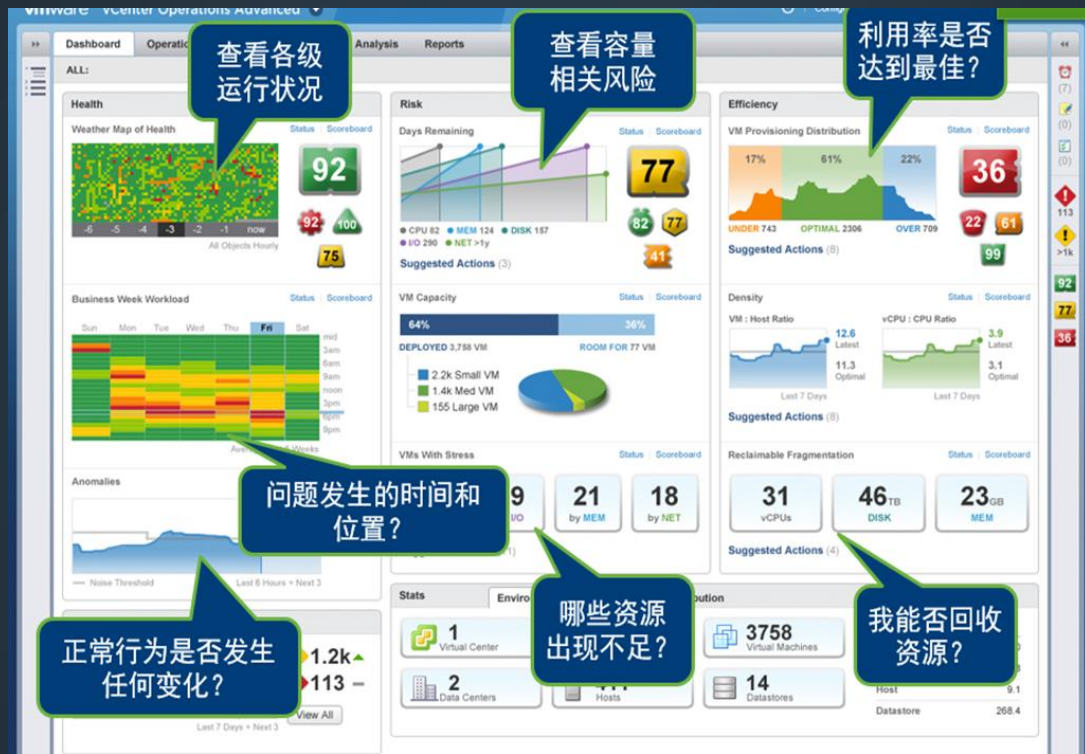 vmware vCenter Operations Advanced
Dashboard
Analysis
Reports
ALL:
查看各级
运行状况
查看容量
相关风险
利用率是否
达到最佳?
(7)
(0)
(0)
113
>1k
92
77
36
Health
Weather Map of Health
Status Scoreboard
-6 -5 -4 -3 -2 -1 now
All Objects Hourly
92
92
100
75
Business Week Workload
Status Scoreboard
Sun Mon Tue Wed Thu Fri Sat
mid
3am
6am
9am
noon
3pm
6pm
9pm
问题发生的时间和
位置?
Anomalies
Noise Threshold
Last 6 Hours + Next 3
正常行为是否发生
任何变化?
1.2k
113
Last 7 Days + Next 3
View All
Risk
Days Remaining
Status Scoreboard
CPU 82 MEM 124 DISK 157
I/O 290 NET >1y
Suggested Actions (3)
77
82
77
41
VM Capacity
Status Scoreboard
64% 36%
DEPLOYED 3,758 VM ROOM FOR 77 VM
2.2k Small VM
1.4k Med VM
155 Large VM
VMs With Stress
Status Scoreboard
I/O
21
by MEM
18
by NET
哪些资源
出现不足?
Efficiency
VM Provisioning Distribution
Status Scoreboard
17% 61% 22%
UNDER 743 OPTIMAL 2306 OVER 709
Suggested Actions (8)
36
22
61
99
Density
Status Scoreboard
VM : Host Ratio
12.6
Latest
11.3
Optimal
Last 7 Days
vCPU : CPU Ratio
3.9
Latest
3.1
Optimal
Last 7 Days
Suggested Actions (8)
Reclaimable Fragmentation
Status Scoreboard
31
vCPUs
46TB
DISK
23GB
MEM
Suggested Actions (4)
我能否回收
资源?
Stats
1
Virtual Center
3758
Virtual Machines
2
Data Centers
Hosts
14
Datastores
Host 9.1
Datastore 268.4